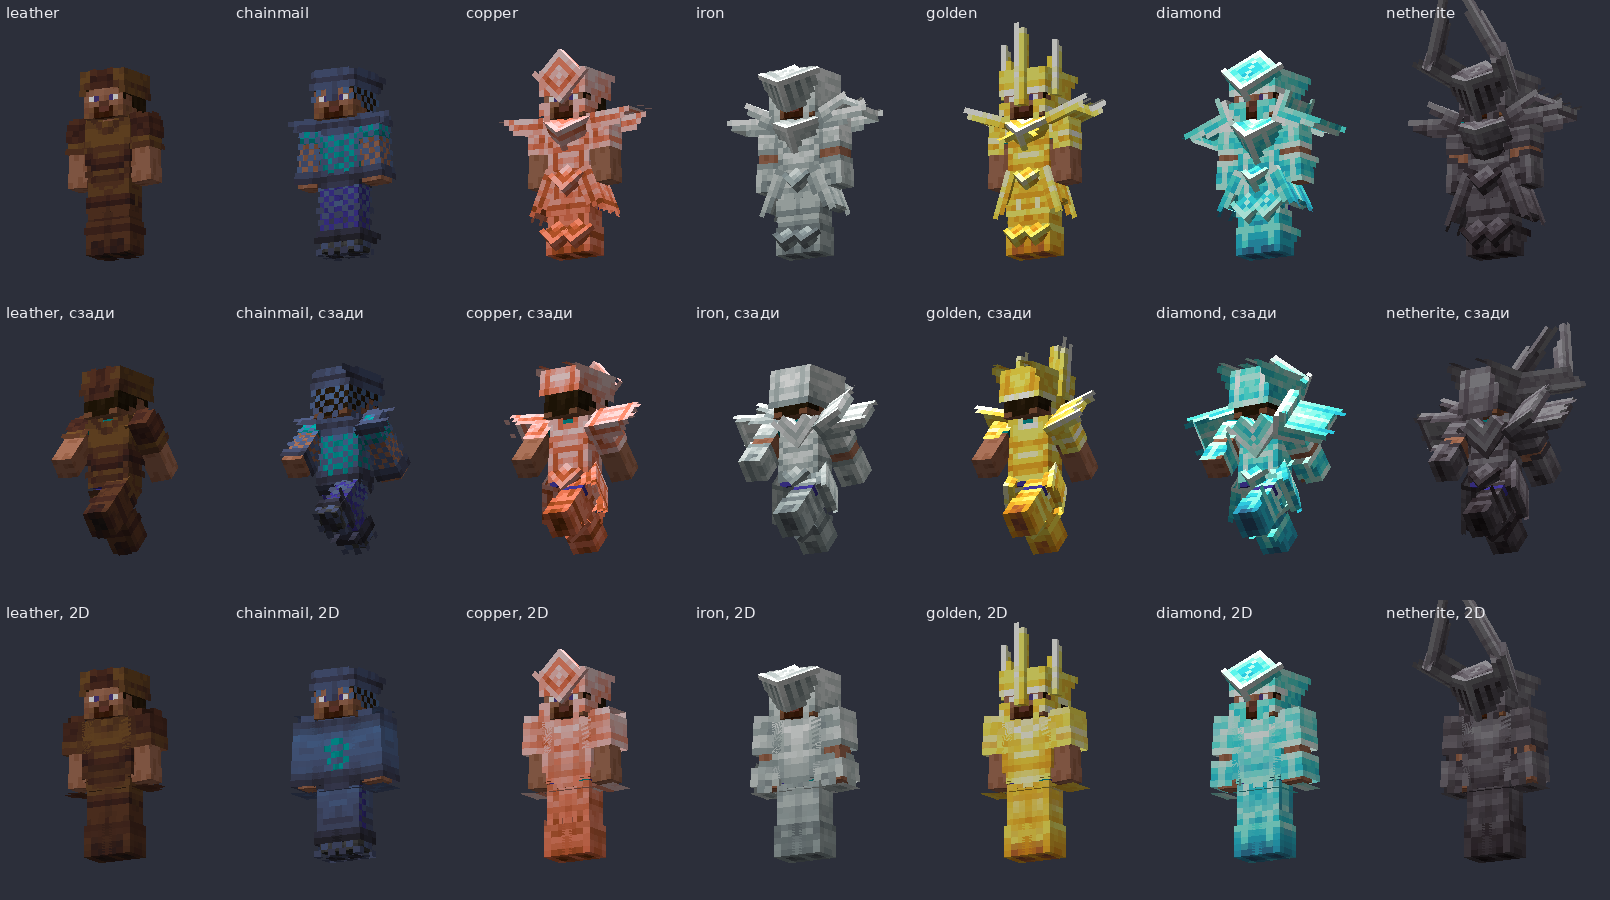 leather
chainmail
copper
iron
golden
diamond
netherite
leather, сзади
chainmail, сзади
copper, сзади
iron, сзади
golden, сзади
diamond, сзади
netherite, сзади
leather, 2D
chainmail, 2D
copper, 2D
iron, 2D
golden, 2D
diamond, 2D
netherite, 2D